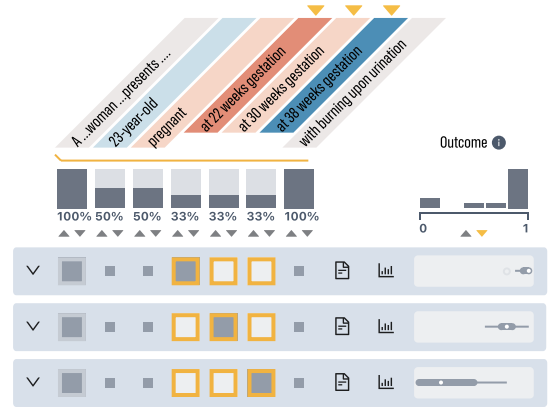 A ...woman ...presents ....
23-year-old
pregnant
at 22 weeks gestation
at 30 weeks gestation
at 38 weeks gestation
with burning upon urination
Outcome i
100% 50% 50% 33% 33% 33% 100%
0 1